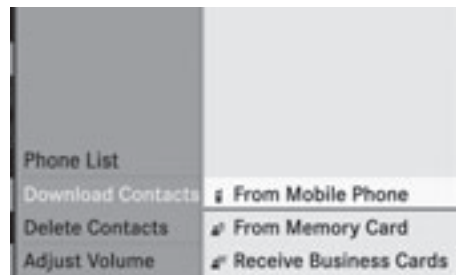 Phone List
Download Contacts
Delete Contacts
Adjust Volume
From Mobile Phone
From Memory Card
Receive Business Cards